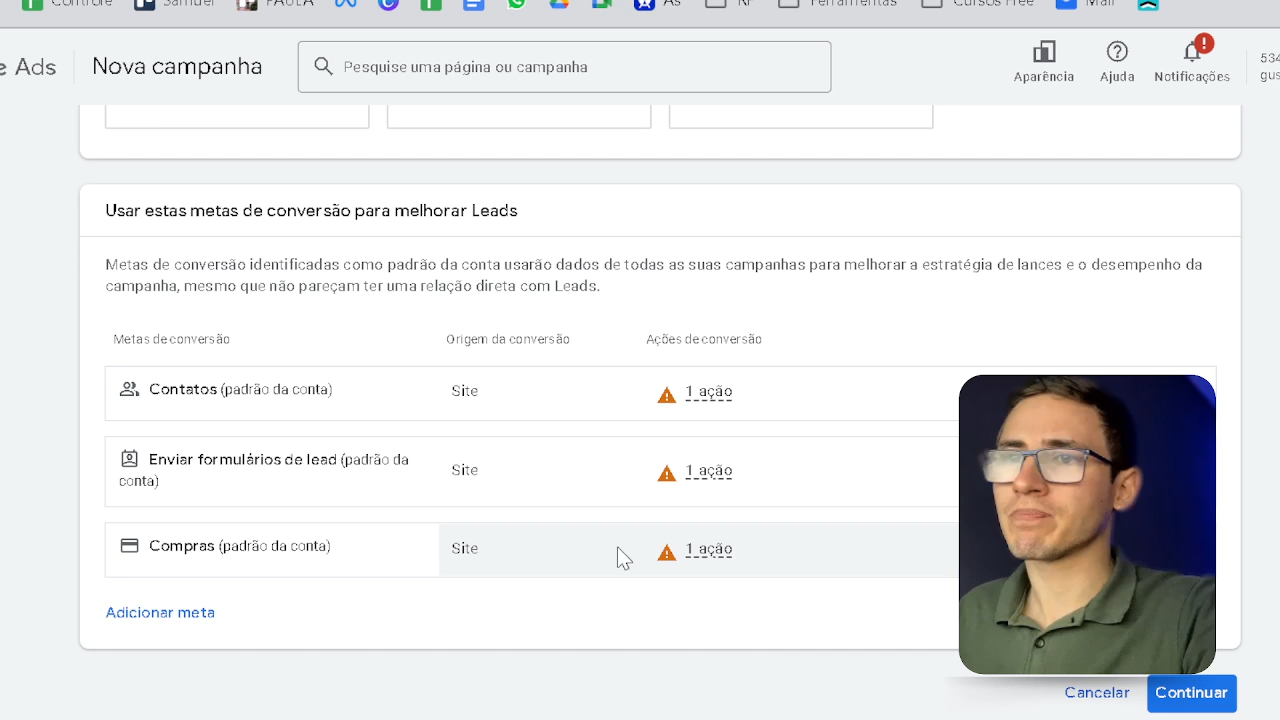 Controle
Samuel
PAULA
As
NF
Ferramentas
Cursos Free
Mail
e Ads
Nova campanha
Pesquise uma página ou campanha
Aparência
Ajuda
Notificações
534
gus
Usar estas metas de conversão para melhorar Leads
Metas de conversão identificadas como padrão da conta usarão dados de todas as suas campanhas para melhorar a estratégia de lances e o desempenho da
campanha, mesmo que não pareçam ter uma relação direta com Leads.
Metas de conversão
Origem da conversão
Ações de conversão
Contatos (padrão da conta)
Site
1 ação
Enviar formulários de lead (padrão da
conta)
Site
1 ação
Compras (padrão da conta)
Site
1 ação
Adicionar meta
Cancelar
Continuar